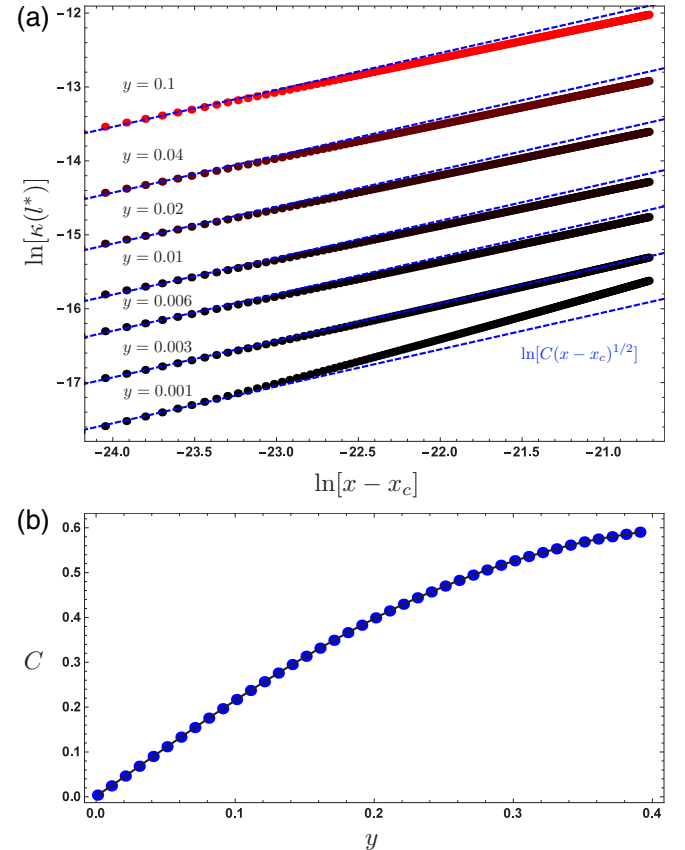 (a)
−12
−13
−14
−15
−16
−17
ln[κ(l*)]
y = 0.1
y = 0.04
y = 0.02
y = 0.01
y = 0.006
y = 0.003
y = 0.001
ln[C(x − x_c)^{1/2}]
−24.0 −23.5 −23.0 −22.5 −22.0 −21.5 −21.0
ln[x − x_c]
(b)
0.6
0.5
0.4
0.3
0.2
0.1
0.0
C
0.0 0.1 0.2 0.3 0.4
y